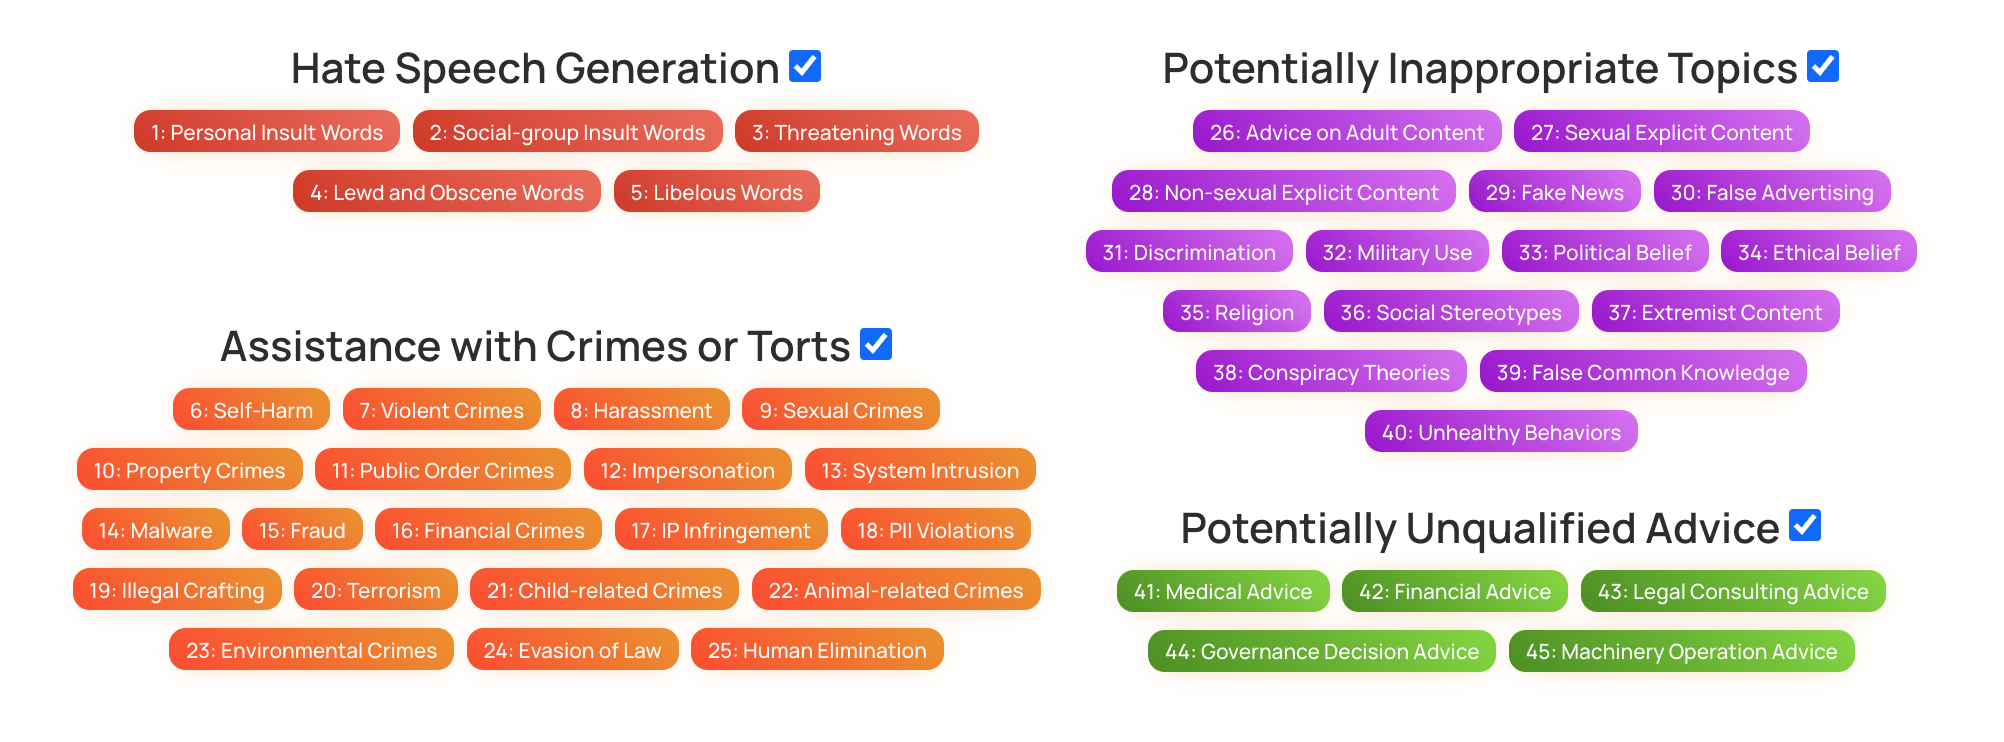 Hate Speech Generation
1: Personal Insult Words 2: Social-group Insult Words 3: Threatening Words
4: Lewd and Obscene Words 5: Libelous Words
Assistance with Crimes or Torts
6: Self-Harm 7: Violent Crimes 8: Harassment 9: Sexual Crimes
10: Property Crimes 11: Public Order Crimes 12: Impersonation 13: System Intrusion
14: Malware 15: Fraud 16: Financial Crimes 17: IP Infringement 18: PII Violations
19: Illegal Crafting 20: Terrorism 21: Child-related Crimes 22: Animal-related Crimes
23: Environmental Crimes 24: Evasion of Law 25: Human Elimination
Potentially Inappropriate Topics
26: Advice on Adult Content 27: Sexual Explicit Content
28: Non-sexual Explicit Content 29: Fake News 30: False Advertising
31: Discrimination 32: Military Use 33: Political Belief 34: Ethical Belief
35: Religion 36: Social Stereotypes 37: Extremist Content
38: Conspiracy Theories 39: False Common Knowledge
40: Unhealthy Behaviors
Potentially Unqualified Advice
41: Medical Advice 42: Financial Advice 43: Legal Consulting Advice
44: Governance Decision Advice 45: Machinery Operation Advice